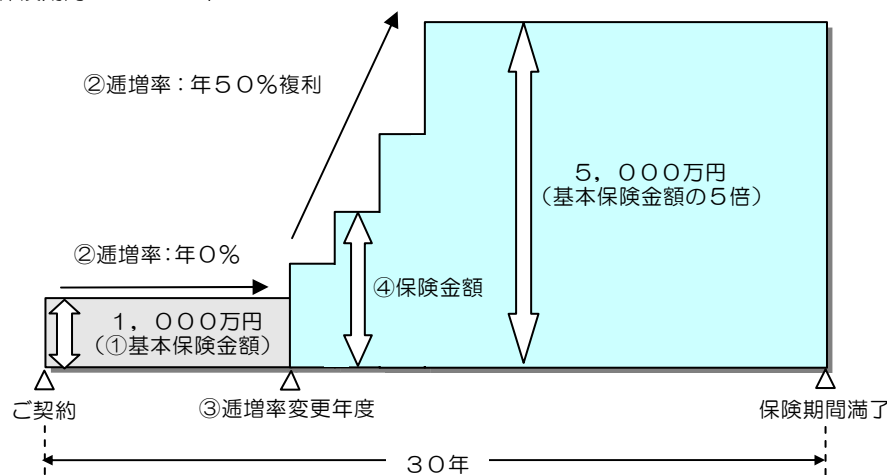 ②逓増率：年５０％複利
５，０００万円
（基本保険金額の５倍）
②逓増率：年０％
④保険金額
１，０００万円
（①基本保険金額）
ご契約
③逓増率変更年度
保険期間満了
３０年